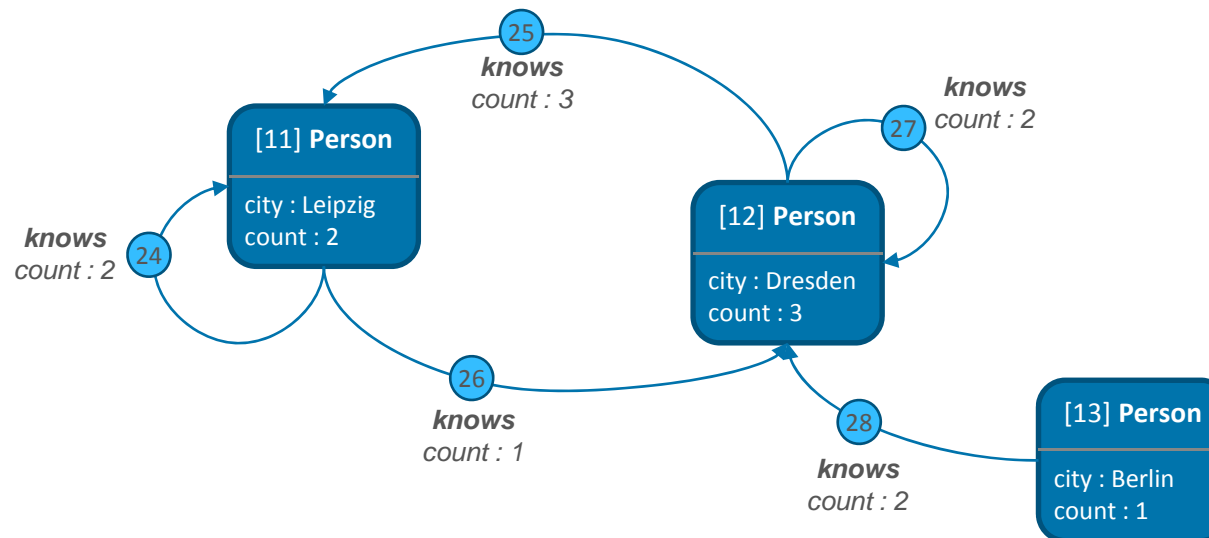 25
knows
count : 3
knows
count : 2
27
[11] Person
city : Leipzig
count : 2
knows
count : 2
24
[12] Person
city : Dresden
count : 3
26
knows
count : 1
28
knows
count : 2
[13] Person
city : Berlin
count : 1